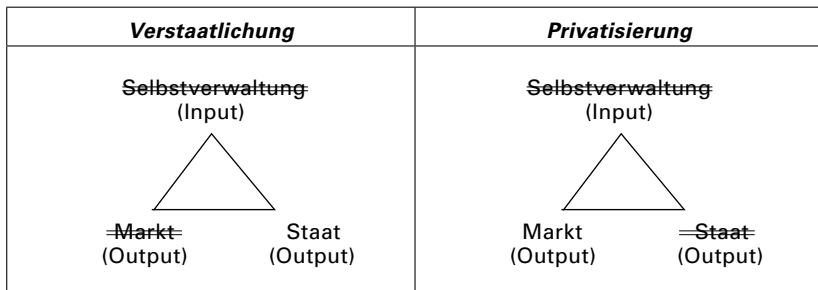 Verstaatlichung
Privatisierung
Selbstverwaltung
(Input)
Markt
(Output)
Staat
(Output)
Selbstverwaltung
(Input)
Markt
(Output)
Staat
(Output)